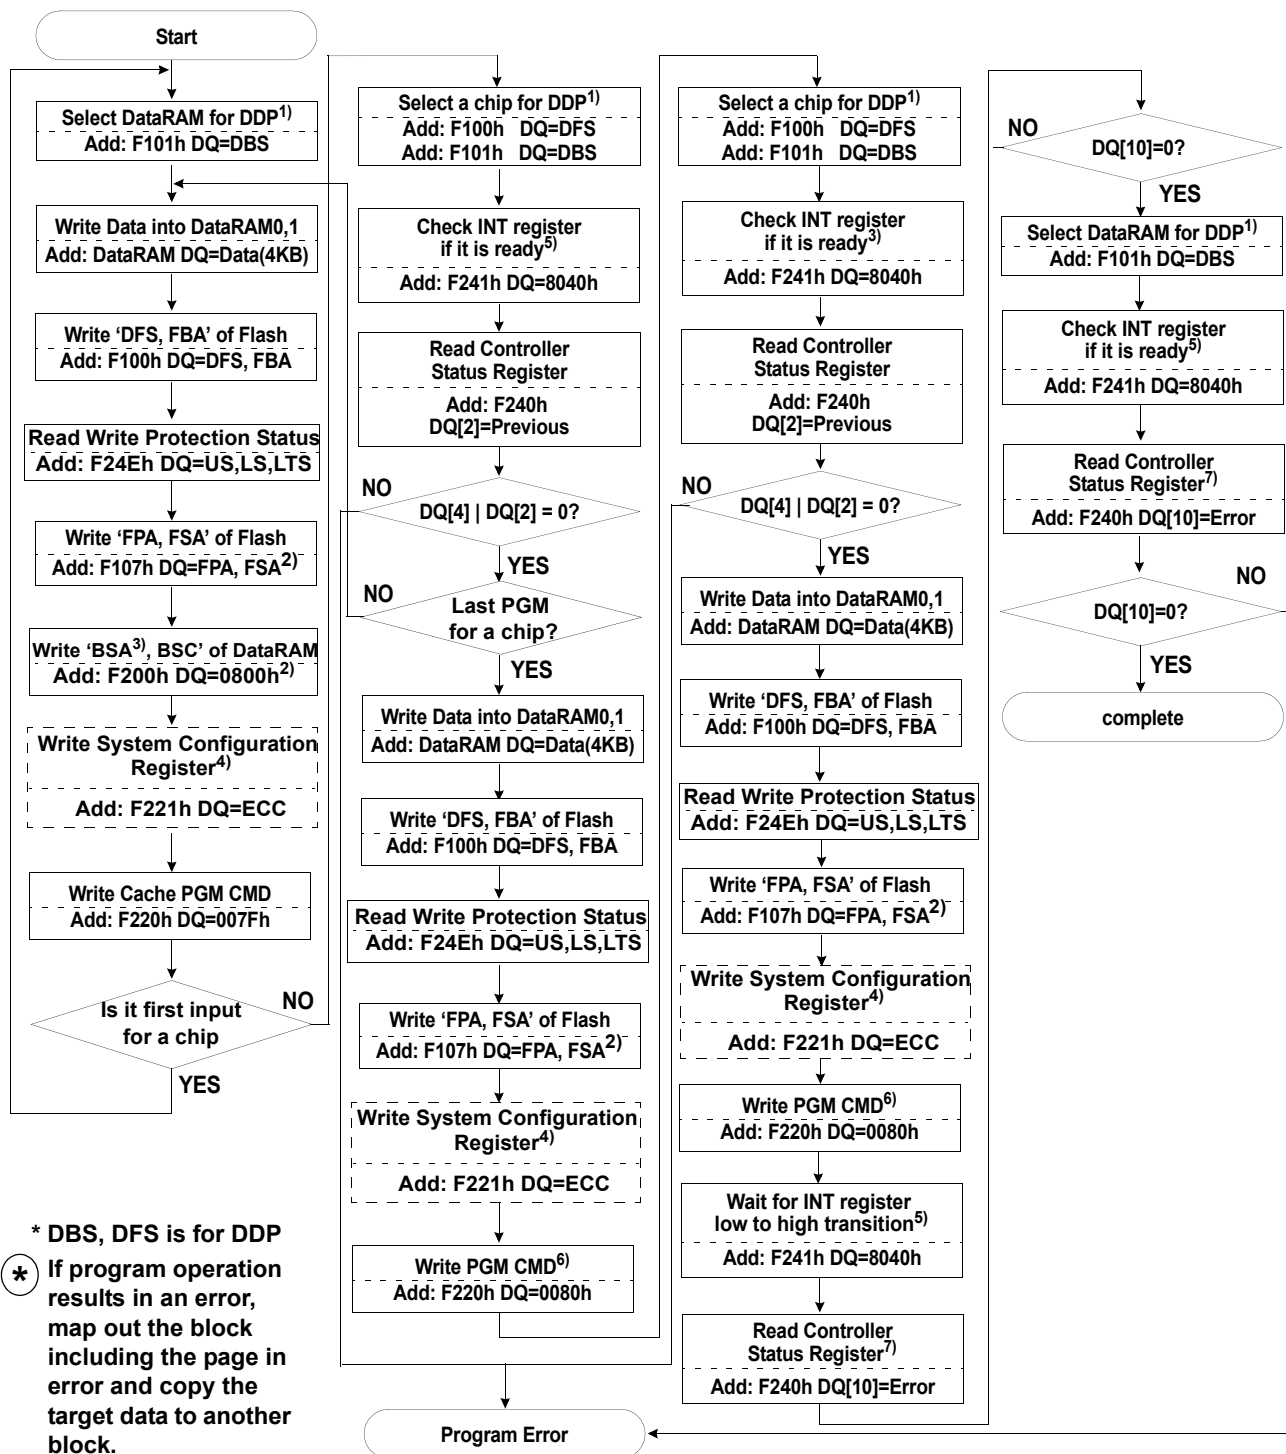 Start
Select DataRAM for DDP1)
Add: F101h DQ=DBS
Write Data into DataRAM0,1
Add: DataRAM DQ=Data(4KB)
Write ‘DFS, FBA’ of Flash
Add: F100h DQ=DFS, FBA
Read Write Protection Status
Add: F24Eh DQ=US,LS,LTS
Write ‘FPA, FSA’ of Flash
Add: F107h DQ=FPA, FSA2)
Write ‘BSA3), BSC’ of DataRAM
Add: F200h DQ=0800h2)
Write System Configuration
Register4)
Add: F221h DQ=ECC
Write Cache PGM CMD
Add: F220h DQ=007Fh
Is it first input
for a chip
NO
YES
* DBS, DFS is for DDP
* If program operation
results in an error,
map out the block
including the page in
error and copy the
target data to another
block.
Select a chip for DDP1)
Add: F100h DQ=DFS
Add: F101h DQ=DBS
Check INT register
if it is ready5)
Add: F241h DQ=8040h
Read Controller
Status Register
Add: F240h
DQ[2]=Previous
NO
DQ[4] | DQ[2] = 0?
YES
NO
Last PGM
for a chip?
YES
Write Data into DataRAM0,1
Add: DataRAM DQ=Data(4KB)
Write ‘DFS, FBA’ of Flash
Add: F100h DQ=DFS, FBA
Read Write Protection Status
Add: F24Eh DQ=US,LS,LTS
Write ‘FPA, FSA’ of Flash
Add: F107h DQ=FPA, FSA2)
Write System Configuration
Register4)
Add: F221h DQ=ECC
Write PGM CMD6)
Add: F220h DQ=0080h
Program Error
Select a chip for DDP1)
Add: F100h DQ=DFS
Add: F101h DQ=DBS
Check INT register
if it is ready3)
Add: F241h DQ=8040h
Read Controller
Status Register
Add: F240h
DQ[2]=Previous
NO
DQ[4] | DQ[2] = 0?
YES
Write Data into DataRAM0,1
Add: DataRAM DQ=Data(4KB)
Write ‘DFS, FBA’ of Flash
Add: F100h DQ=DFS, FBA
Read Write Protection Status
Add: F24Eh DQ=US,LS,LTS
Write ‘FPA, FSA’ of Flash
Add: F107h DQ=FPA, FSA2)
Write System Configuration
Register4)
Add: F221h DQ=ECC
Write PGM CMD6)
Add: F220h DQ=0080h
Wait for INT register
low to high transition5)
Add: F241h DQ=8040h
Read Controller
Status Register7)
Add: F240h DQ[10]=Error
NO
DQ[10]=0?
YES
Select DataRAM for DDP1)
Add: F101h DQ=DBS
Check INT register
if it is ready5)
Add: F241h DQ=8040h
Read Controller
Status Register7)
Add: F240h DQ[10]=Error
NO
DQ[10]=0?
YES
complete